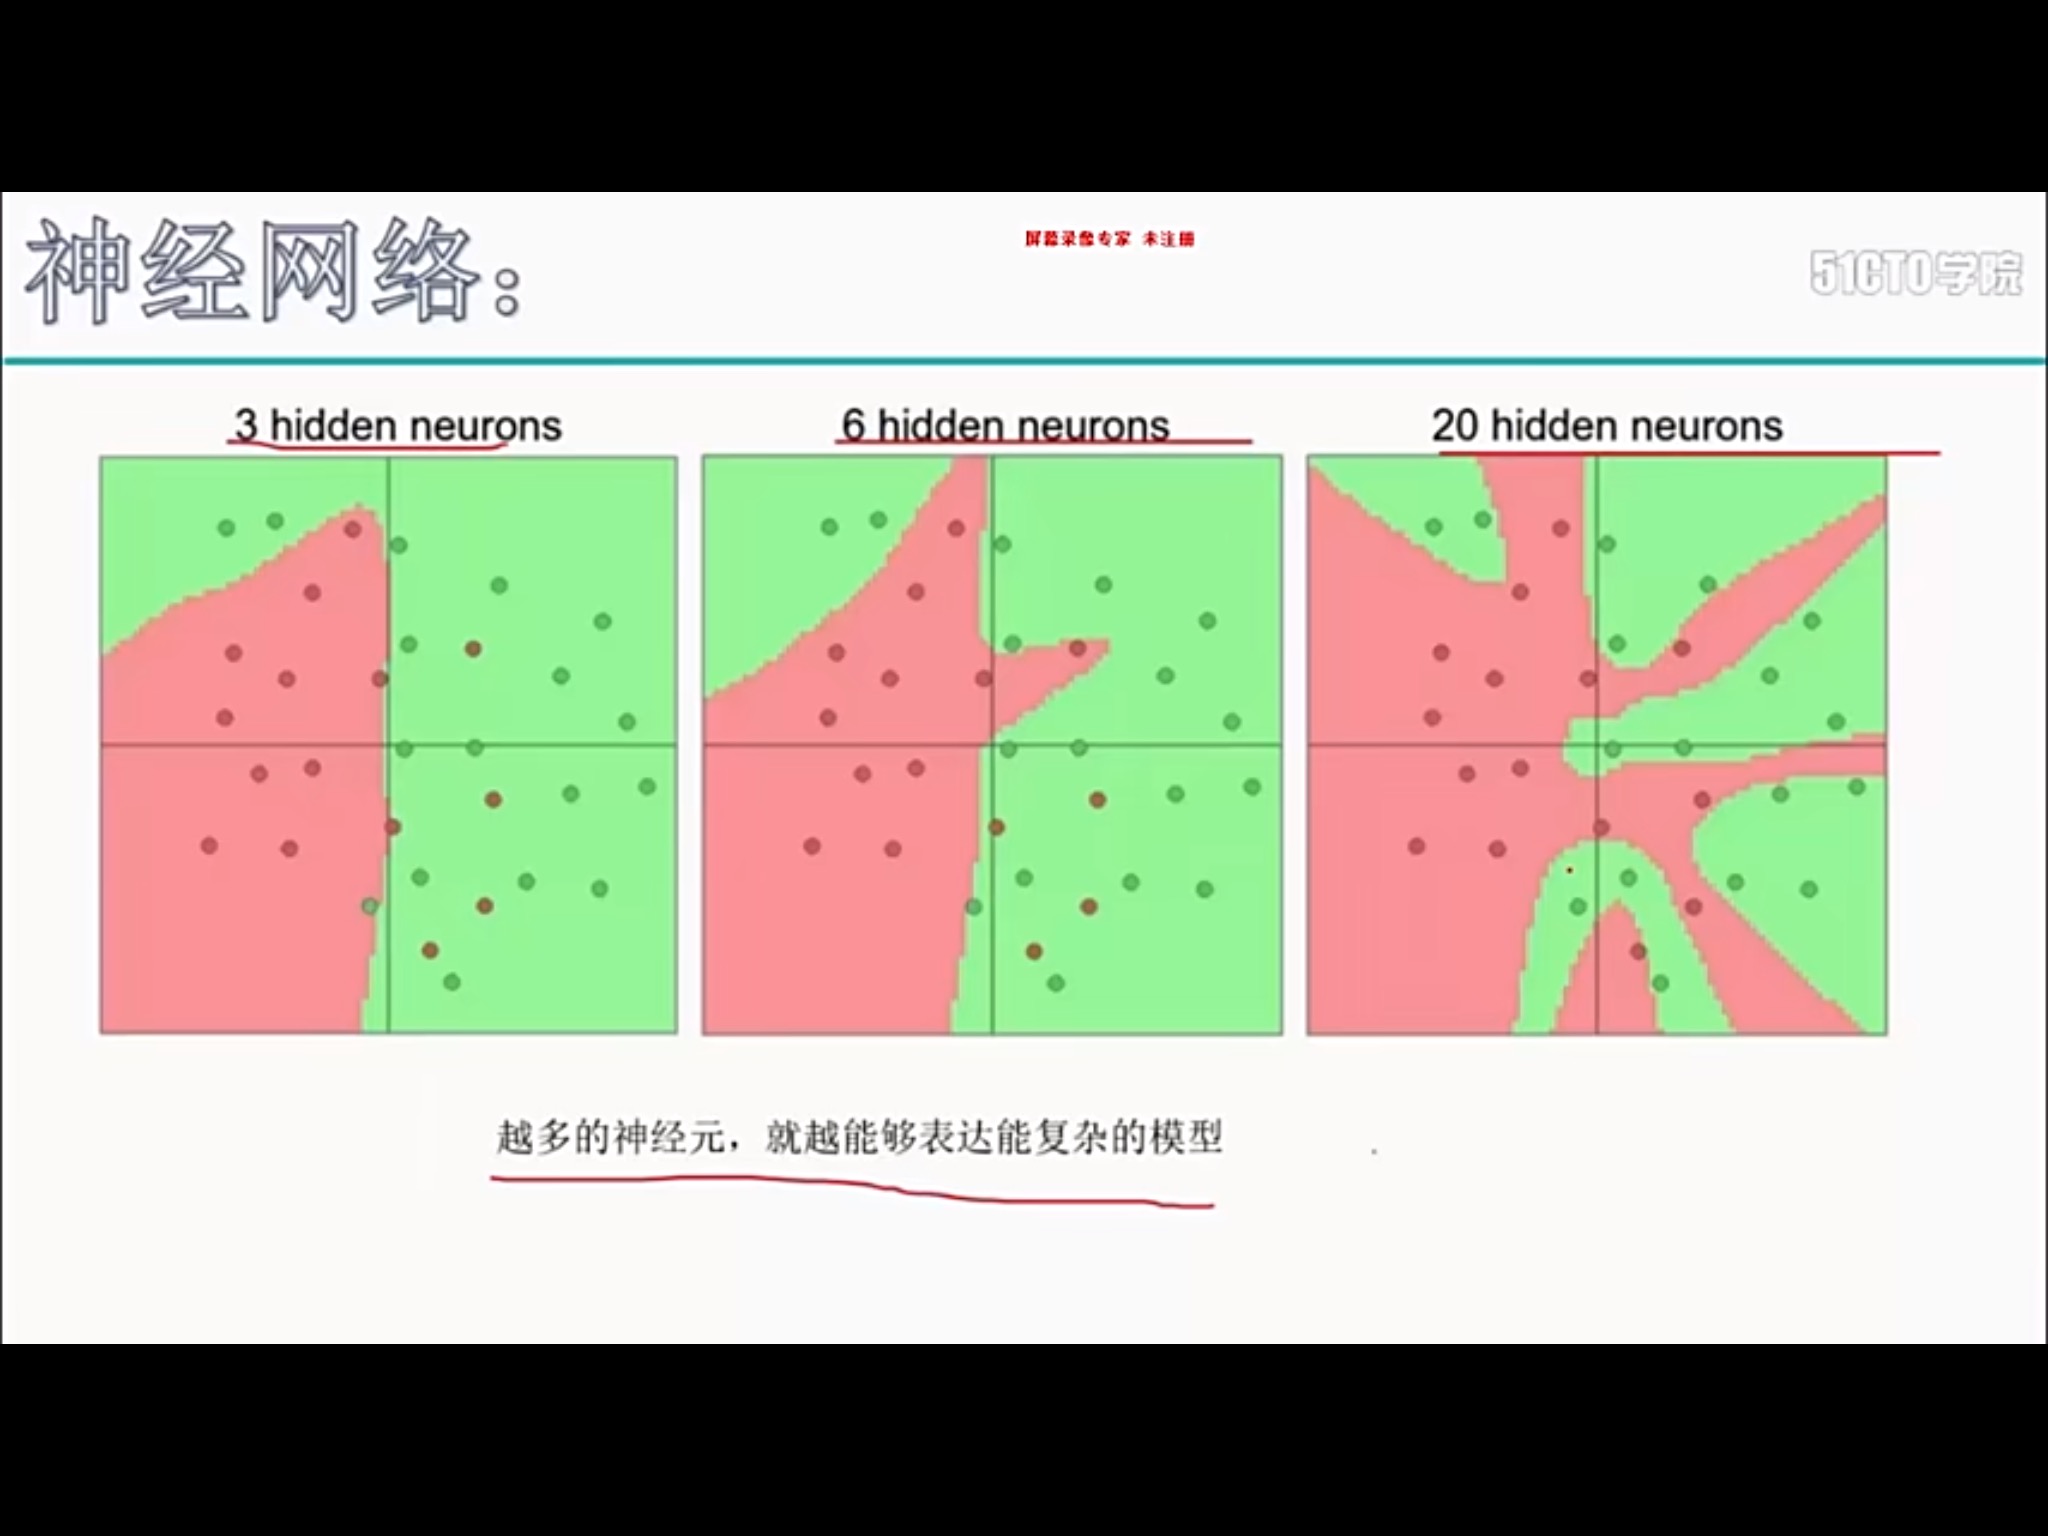 神经网络:
屏幕录像专家 未注册
51CTO学院
3 hidden neurons
6 hidden neurons
20 hidden neurons
越多的神经元，就越能够表达能复杂的模型